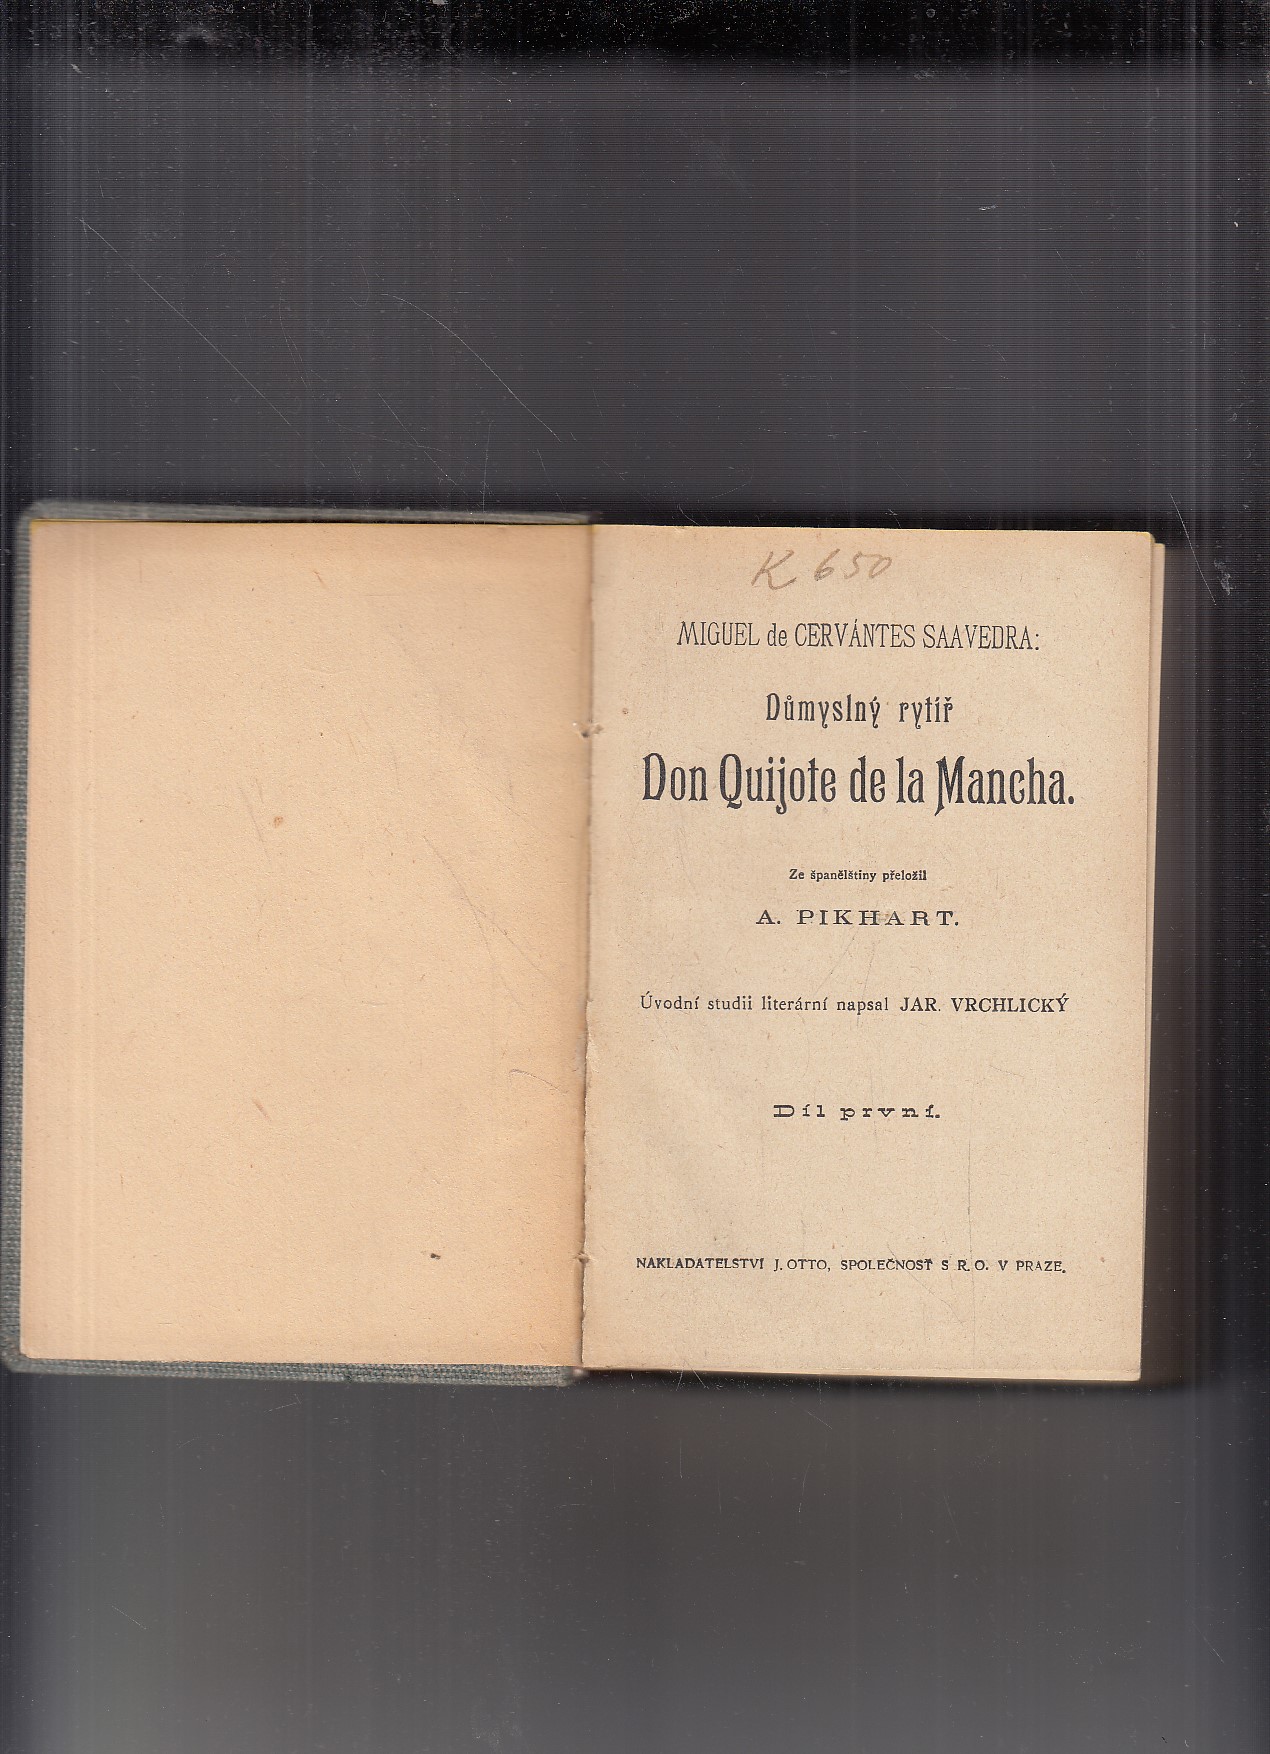 K 650
MIGUEL de CERVÁNTES SAAVEDRA:
Důmyslný rytíř
Don Quijote de la Mancha.
Ze španělštiny přeložil
A. PIKHART.
Úvodní studii literární napsal JAR. VRCHLICKÝ
Díl první.
NAKLADATELSTVÍ J. OTTO, SPOLEČNOSŤ S R. O. V PRAZE.